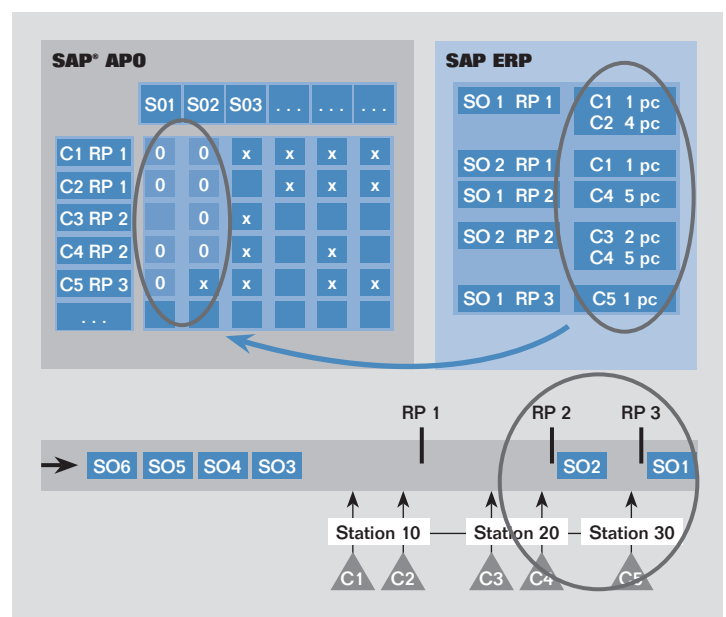 SAP® APO
S01 S02 S03 . . . . . . . . .
C1 RP 1 0 0 x x x x
C2 RP 1 0 0 x x x
C3 RP 2 0 x
C4 RP 2 0 0 x x
C5 RP 3 0 x x x x
. . .
SAP ERP
SO 1 RP 1 C1 1 pc
C2 4 pc
SO 2 RP 1 C1 1 pc
SO 1 RP 2 C4 5 pc
SO 2 RP 2 C3 2 pc
C4 5 pc
SO 1 RP 3 C5 1 pc
RP 1 RP 2 RP 3
SO6 SO5 SO4 SO3 SO2 SO1
Station 10 Station 20 Station 30
C1 C2 C3 C4 C5